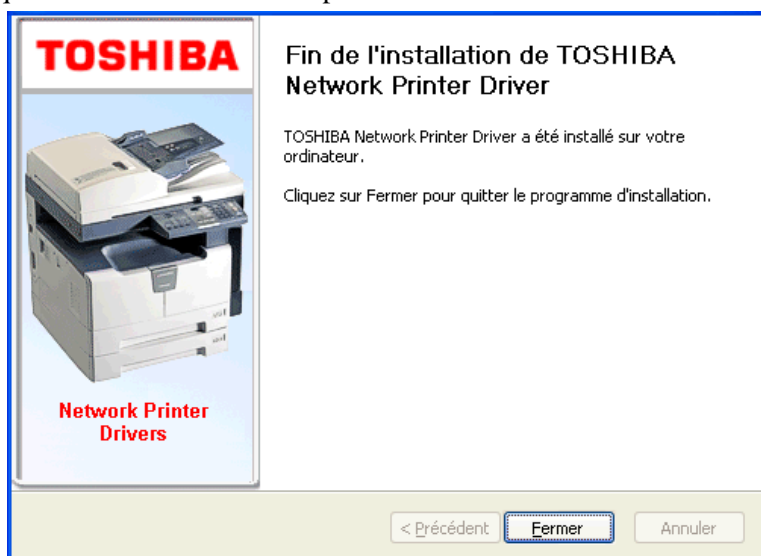 TOSHIBA
Network Printer
Drivers
Fin de l'installation de TOSHIBA
Network Printer Driver
TOSHIBA Network Printer Driver a été installé sur votre
ordinateur.
Cliquez sur Fermer pour quitter le programme d'installation.
< Précédent
Fermer
Annuler